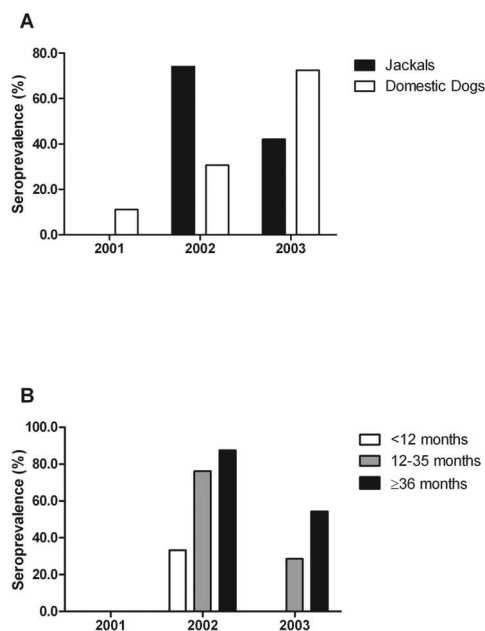 A
Seroprevalence (%)
80.0
60.0
40.0
20.0
0.0
2001
2002
2003
Jackals
Domestic Dogs
B
Seroprevalence (%)
100.0
80.0
60.0
40.0
20.0
0.0
2001
2002
2003
<12 months
12-35 months
≥36 months